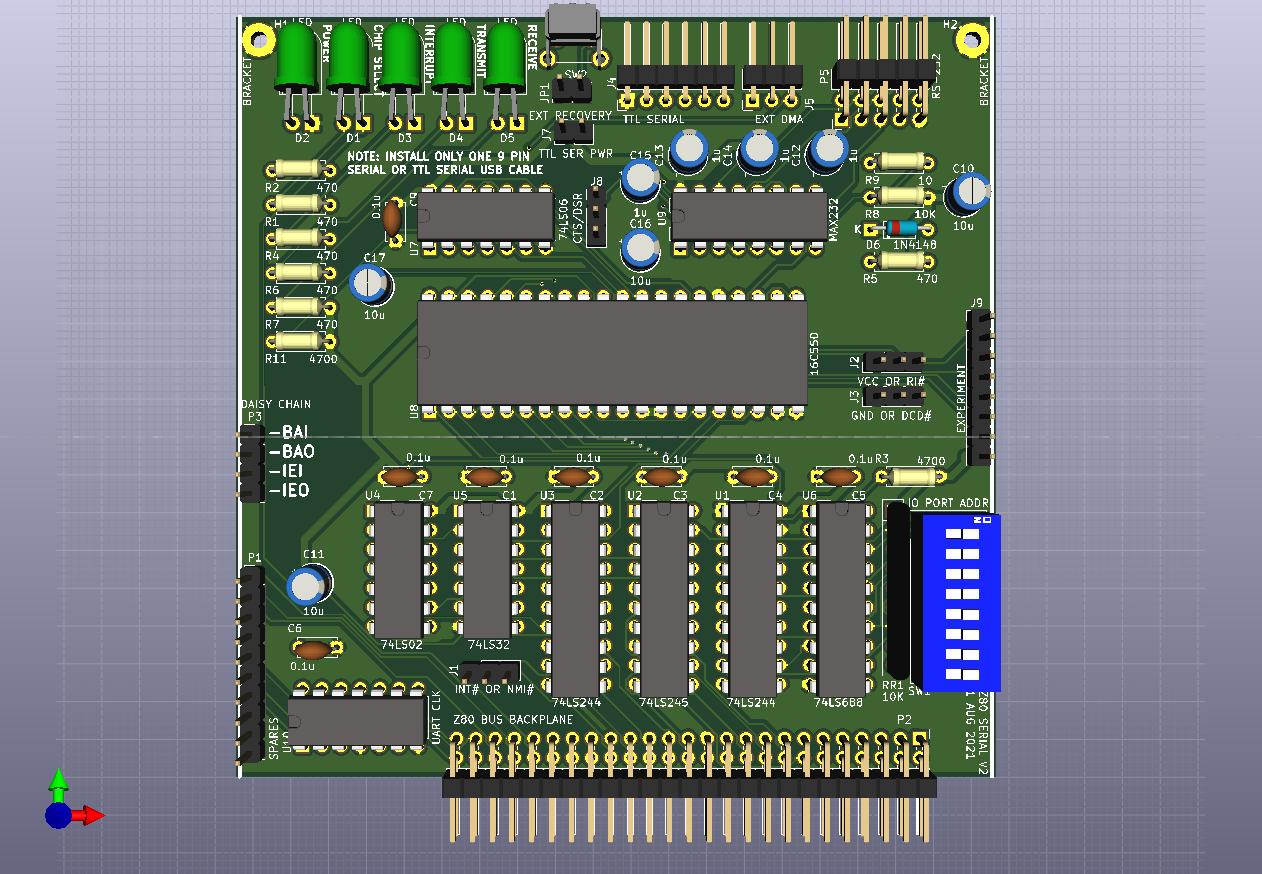 H1
LED
LED
LED
LED
LED
H2
POWER
CHIP SELECT
INTERRUPT
TRANSMIT
RECEIVE
SW2
BRACKET
BRACKET
JP1
EXT RECOVERY
J7
TTL SER PWR
J4
TTL SERIAL
J5
EXT DMA
P5
D2
D1
D3
D4
D5
NOTE: INSTALL ONLY ONE 9 PIN
SERIAL OR TTL SERIAL USB CABLE
C15
1u
C13
1u
C14
1u
C12
1u
R2
470
R1
470
R4
470
R6
470
R7
470
R11
4700
0.1u
C9
U7
74LS06
J8
CTS/DSR
C16
10u
U9
MAX232
R9
10
R8
10K
K
D6
1N4148
R5
470
C10
10u
C17
10u
U8
16C550
J2
VCC OR RI#
J3
GND OR DCD#
J9
EXPERIMENT
DAISY CHAIN
P3
-BAI
-BAO
-IEI
-IEO
0.1u
0.1u
0.1u
0.1u
0.1u
0.1u
R3
4700
U4
C7
U5
C1
U3
C2
U2
C3
U1
C4
U6
C5
IO PORT ADDR
ON
P1
SPARES
C11
10u
C6
0.1u
74LS02
74LS32
74LS244
74LS245
74LS244
74LS688
J1
INT# OR NMI#
RR1
10K
SW1
UART CLK
Z80 BUS BACKPLANE
P2
Z80 SERIAL V2
1 AUG 2021